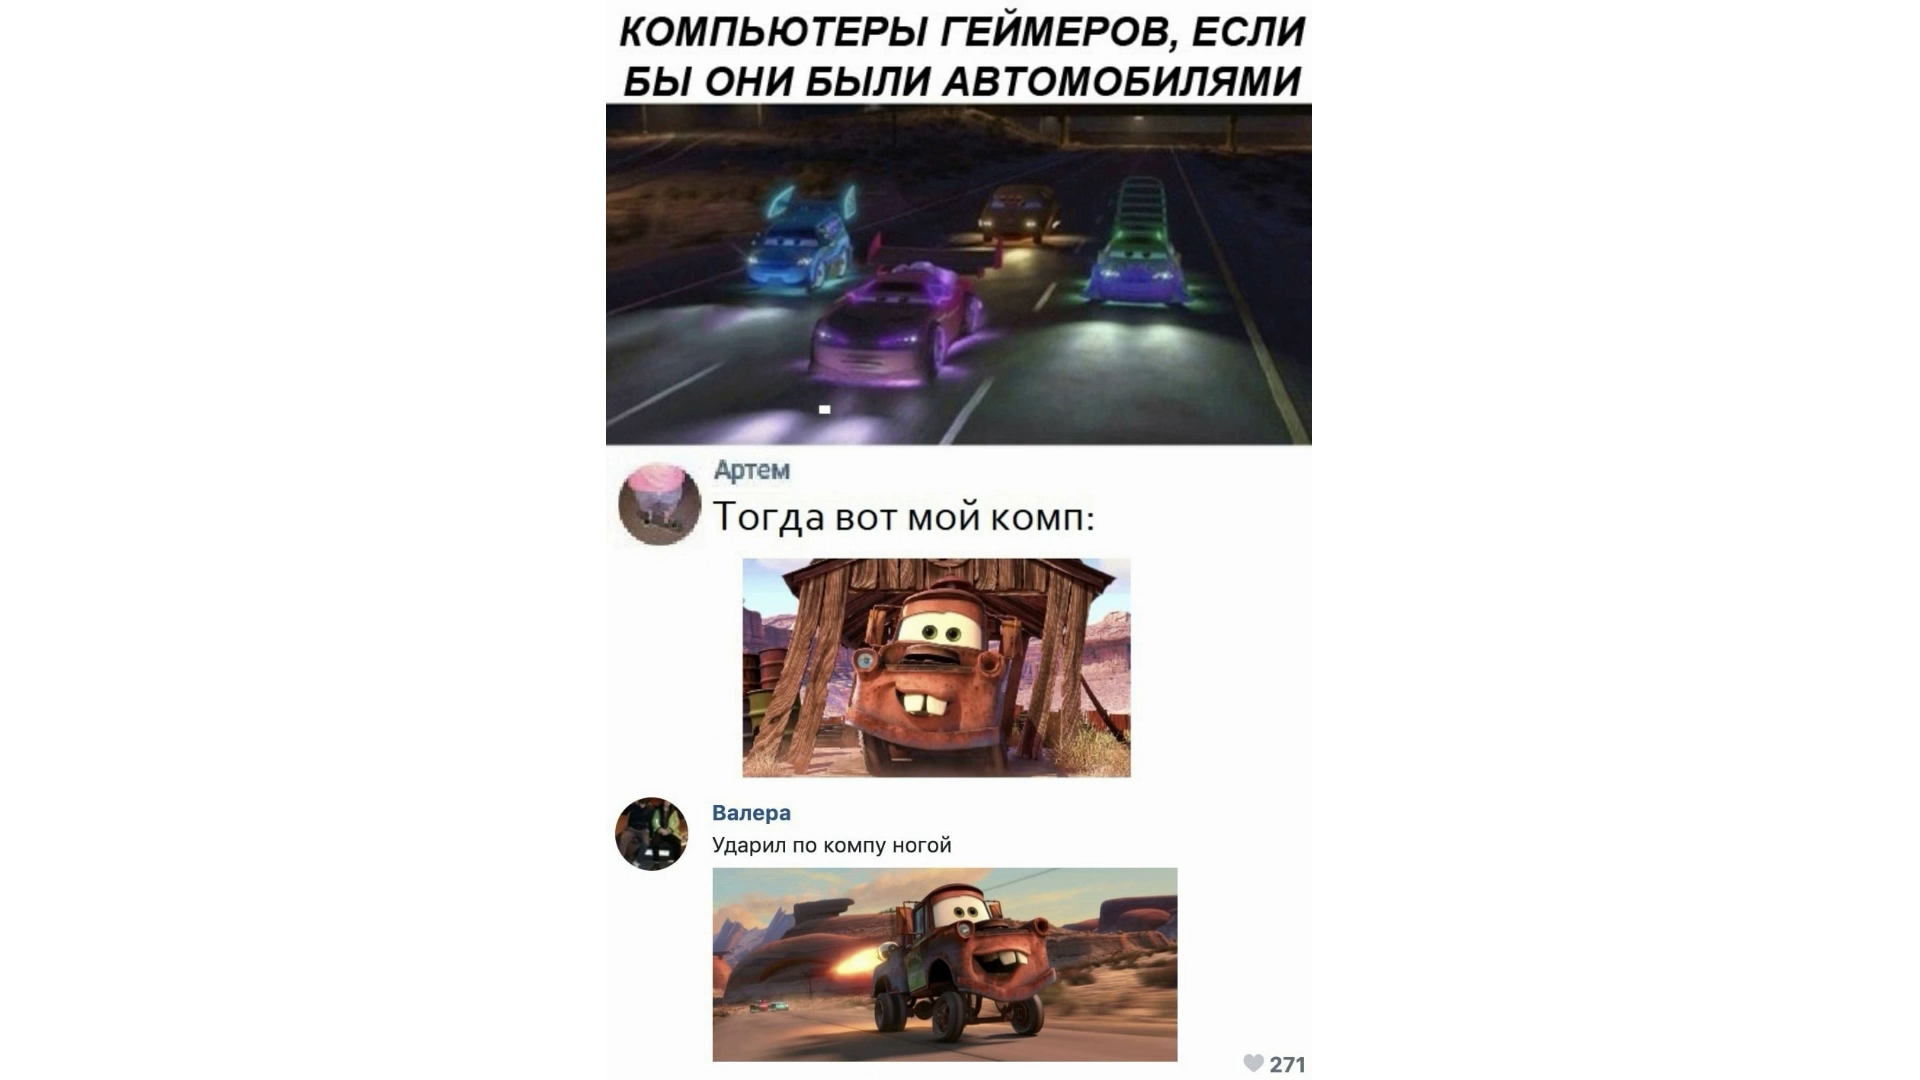 КОМПЬЮТЕРЫ ГЕЙМЕРОВ, ЕСЛИ
БЫ ОНИ БЫЛИ АВТОМОБИЛЯМИ
Артем
Тогда вот мой комп:
Валера
Ударил по компу ногой
271